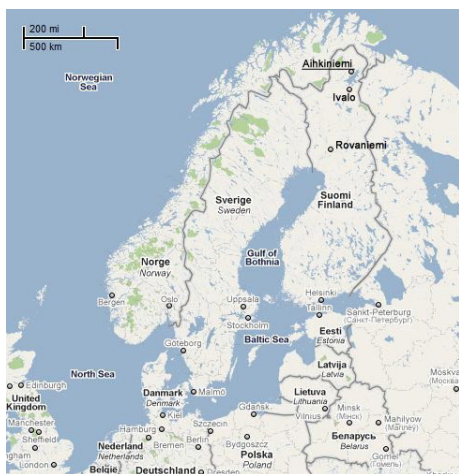 200 mi
500 km
Norwegian
Sea
Aihkiniemi
Ivalo
Rovaniemi
Sverige
Sweden
Suomi
Finland
Norge
Norway
Gulf of
Bothnia
Bergen
Oslo
Uppsala
Stockholm
Helsinki
Tallinn
Sankt-Peterburg
(Санкт-Петербург)
Eesti
Estonia
Baltic Sea
Göteborg
North Sea
Latvija
Latvia
Moskva
(Москва
Edinburgh
United
Kingdom
Manchester
Sheffield
London
Danmark
Denmark
Malmö
Kiel
Lietuva
Lithuania
Vilnius
Minsk
(Минск)
Mahilyow
Беларусь
Belarus
Gdańsk
Hamburg
Szczecin
Bremen
Berlin
Bydgoszcz
Nederland
Netherlands
Polska
Poland
Belgie
Deutschland
Dresden
(Гомель)